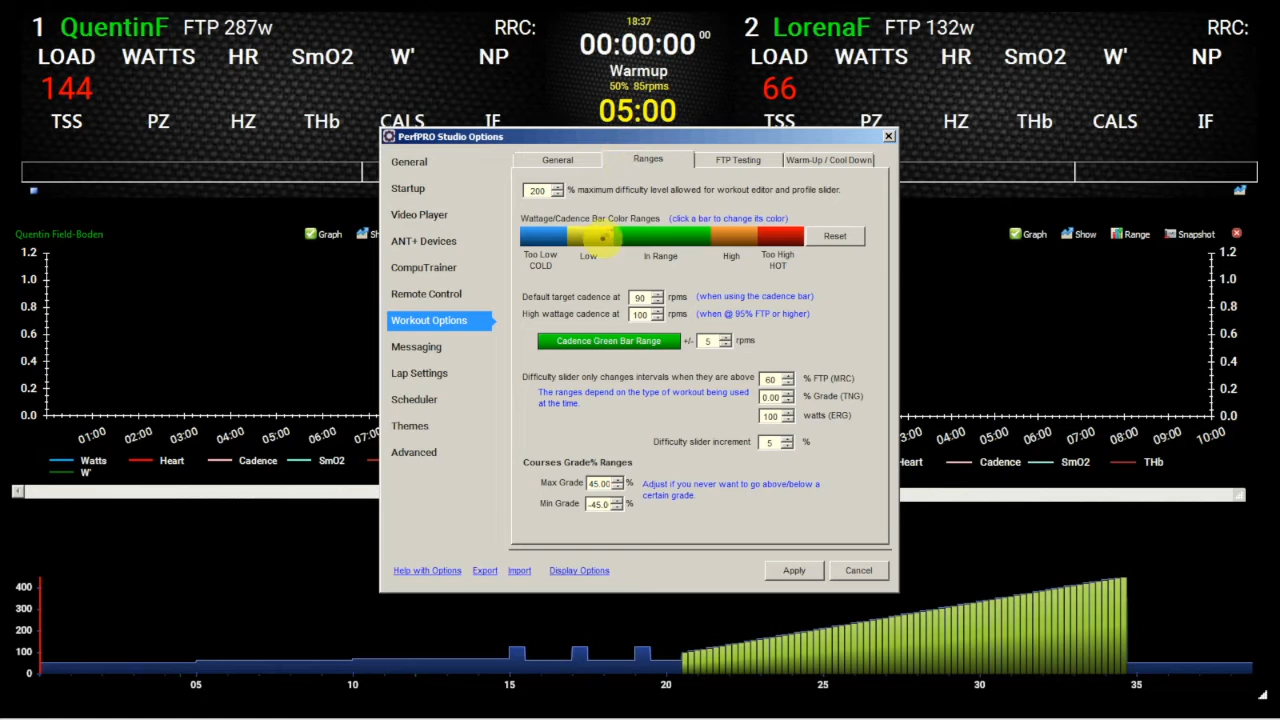 1 QuentinF FTP 287w RRC:
LOAD WATTS HR SmO2 W' NP
144
TSS PZ HZ THb CALS IF
18:37
00:00:00 00
Warmup
50% 85rpms
05:00
2 LorenaF FTP 132w RRC:
LOAD WATTS HR SmO2 W' NP
66
TSS PZ HZ THb CALS IF
PerfPRO Studio Options
General
Startup
Video Player
ANT+ Devices
CompuTrainer
Remote Control
Workout Options
Messaging
Lap Settings
Scheduler
Themes
Advanced
General Ranges FTP Testing Warm-Up / Cool Down
200 % maximum difficulty level allowed for workout editor and profile slider.
Wattage/Cadence Bar Color Ranges (click a bar to change its color)
Reset
Too Low Low In Range High Too High
COLD HOT
Default target cadence at 90 rpms (when using the cadence bar)
High wattage cadence at 100 rpms (when @ 95% FTP or higher)
Cadence Green Bar Range +/- 5 rpms
Difficulty slider only changes intervals when they are above 60 % FTP (MRC)
The ranges depend on the type of workout being used
at the time.
0.00 % Grade (TNG)
100 watts (ERG)
Difficulty slider increment 5 %
Courses Grade% Ranges
Max Grade 45.00 %
Min Grade -45.0 %
Adjust if you never want to go above/below a
certain grade.
Help with Options Export Import Display Options Apply Cancel
Quentin Field-Boden Graph Sh
1.2
1.0
0.8
0.6
0.4
0.2
0.0
01:00 02:00 03:00 04:00 05:00 06:00 07:0
Watts Heart Cadence SmO2
W'
Graph Show Range Snapshot
1.2
1.0
0.8
0.6
0.4
0.2
0.0
3:00 04:00 05:00 06:00 07:00 08:00 09:00 10:00
Heart Cadence SmO2 THb
400
300
200
100
0
05 10 15 20 25 30 35